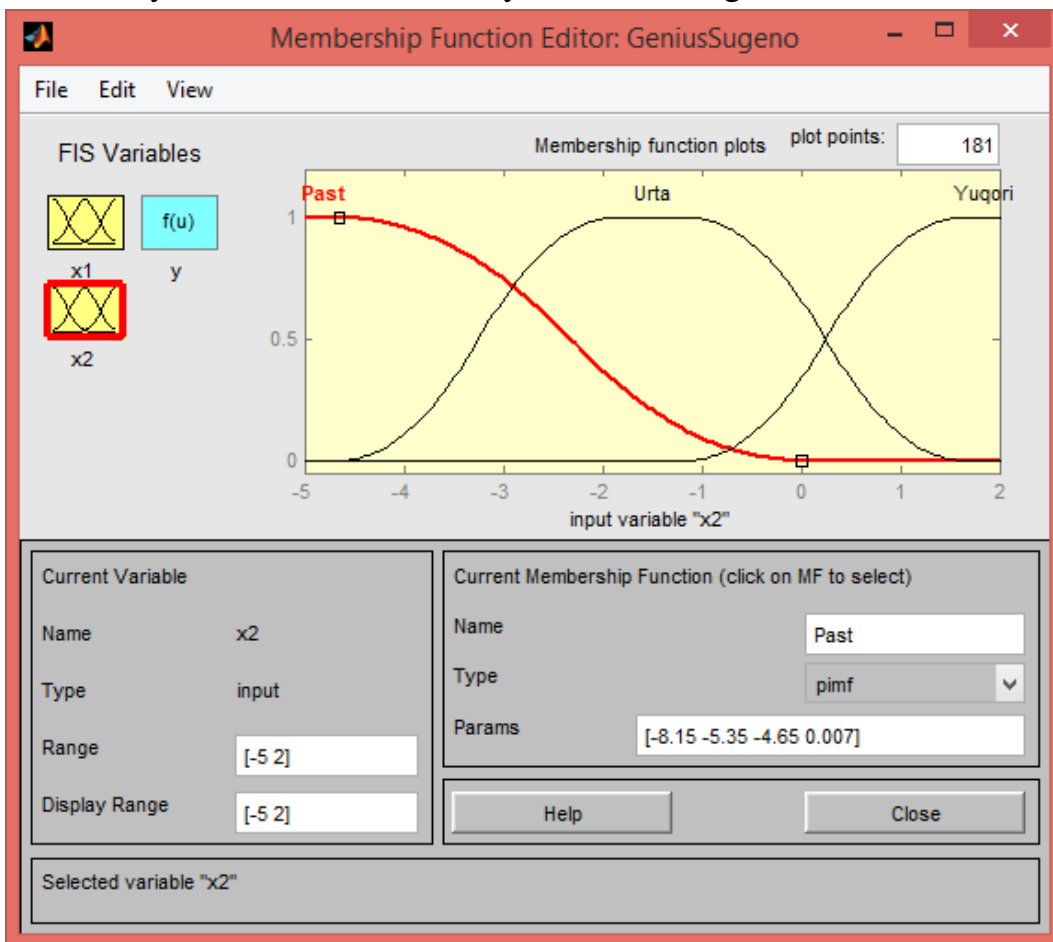 Membership Function Editor: GeniusSugeno
File Edit View
FIS Variables
Membership function plots plot points: 181
f(u)
x1 y
x2
Past Urta Yuqori
1
0.5
0
-5 -4 -3 -2 -1 0 1 2
input variable "x2"
Current Variable
Name x2
Type input
Range [-5 2]
Display Range [-5 2]
Current Membership Function (click on MF to select)
Name Past
Type pimf
Params [-8.15 -5.35 -4.65 0.007]
Help Close
Selected variable "x2"